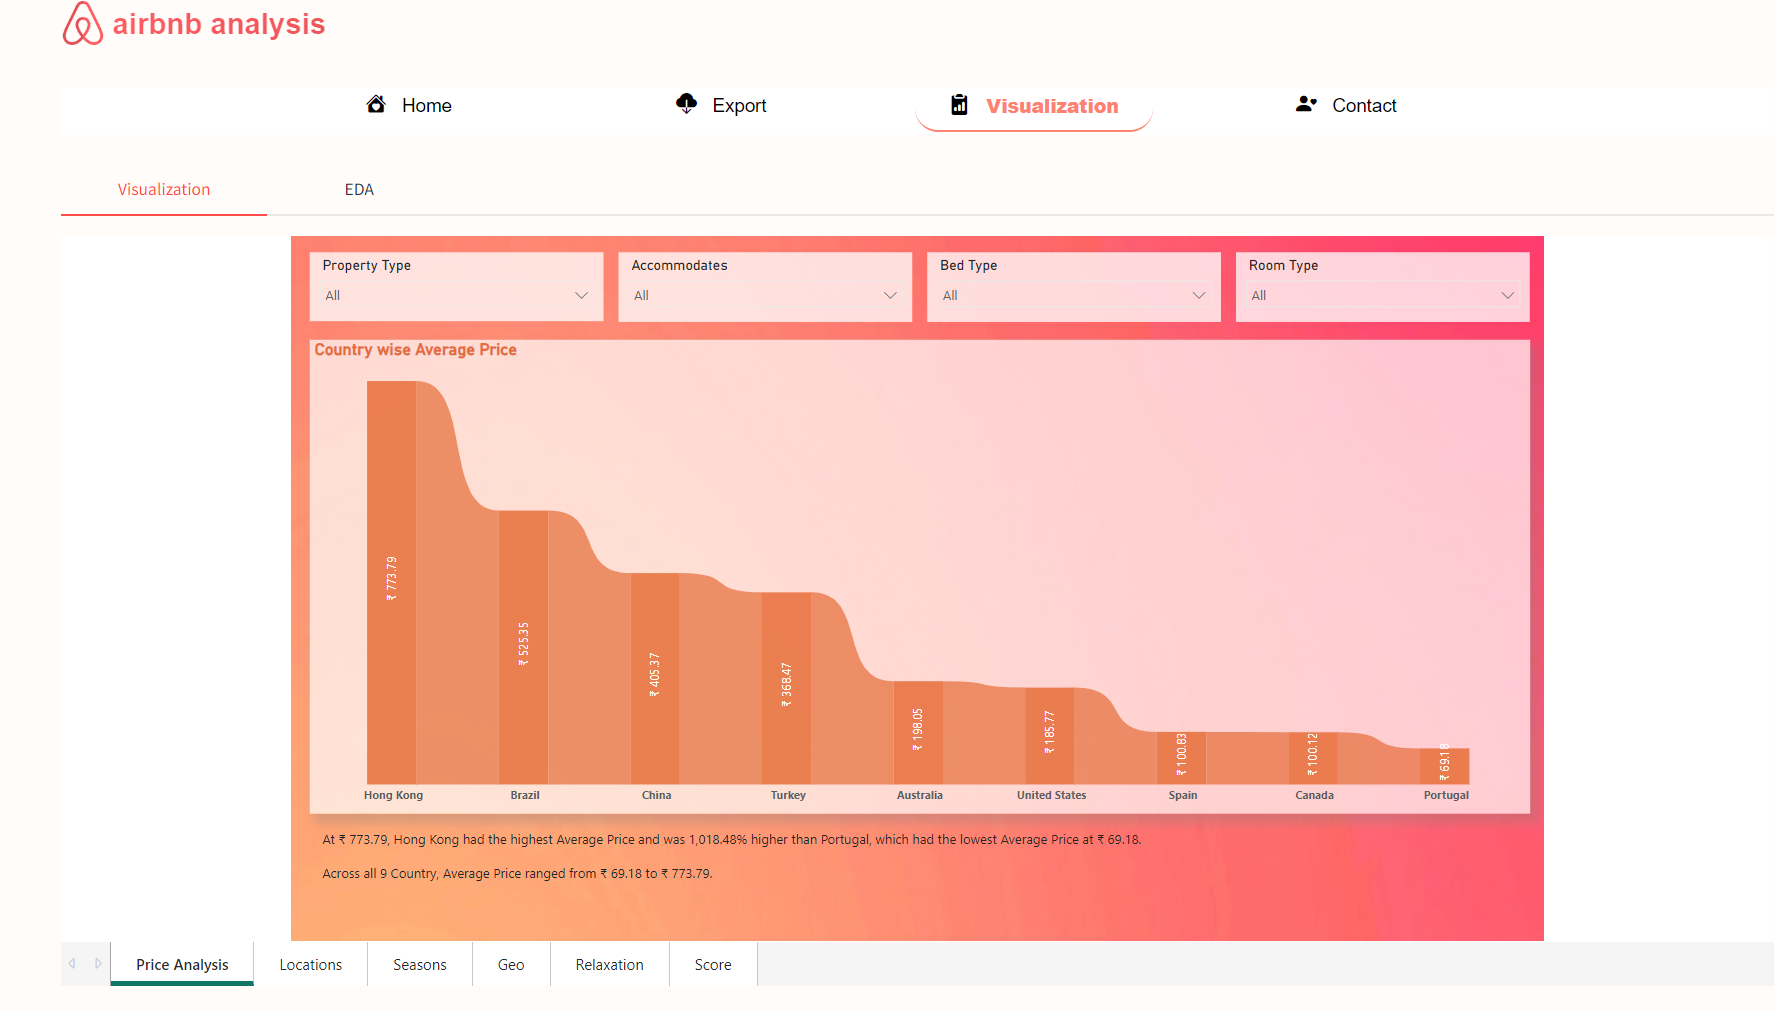 airbnb analysis
Home Export Visualization Contact
Visualization EDA
Property Type Accommodates Bed Type Room Type
All All All All
Country wise Average Price
₹ 773.79 ₹ 525.35 ₹ 405.37 ₹ 368.47 ₹ 198.05 ₹ 185.77 ₹ 100.83 ₹ 100.12 ₹ 69.18
Hong Kong Brazil China Turkey Australia United States Spain Canada Portugal
At ₹ 773.79, Hong Kong had the highest Average Price and was 1,018.48% higher than Portugal, which had the lowest Average Price at ₹ 69.18.
Across all 9 Country, Average Price ranged from ₹ 69.18 to ₹ 773.79.
Price Analysis Locations Seasons Geo Relaxation Score